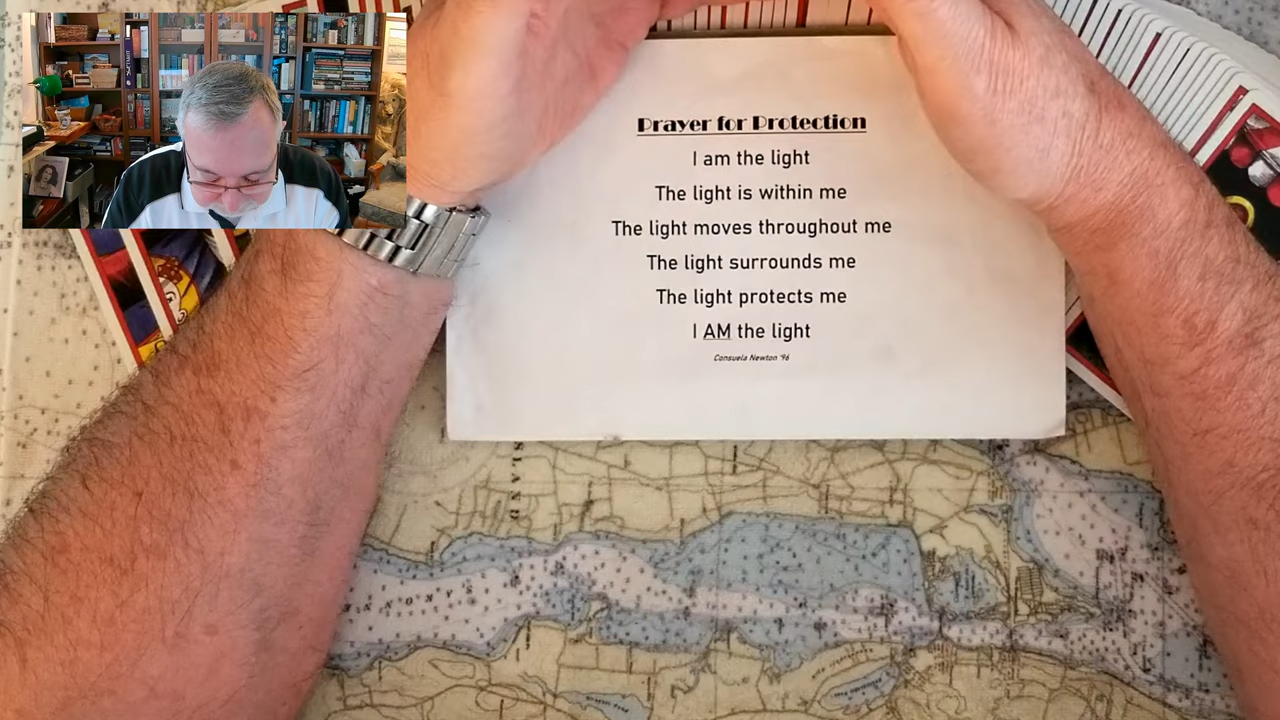 Prayer for Protection
I am the light
The light is within me
The light moves throughout me
The light surrounds me
The light protects me
I AM the light
Consuela Newton '96
SAKONNE